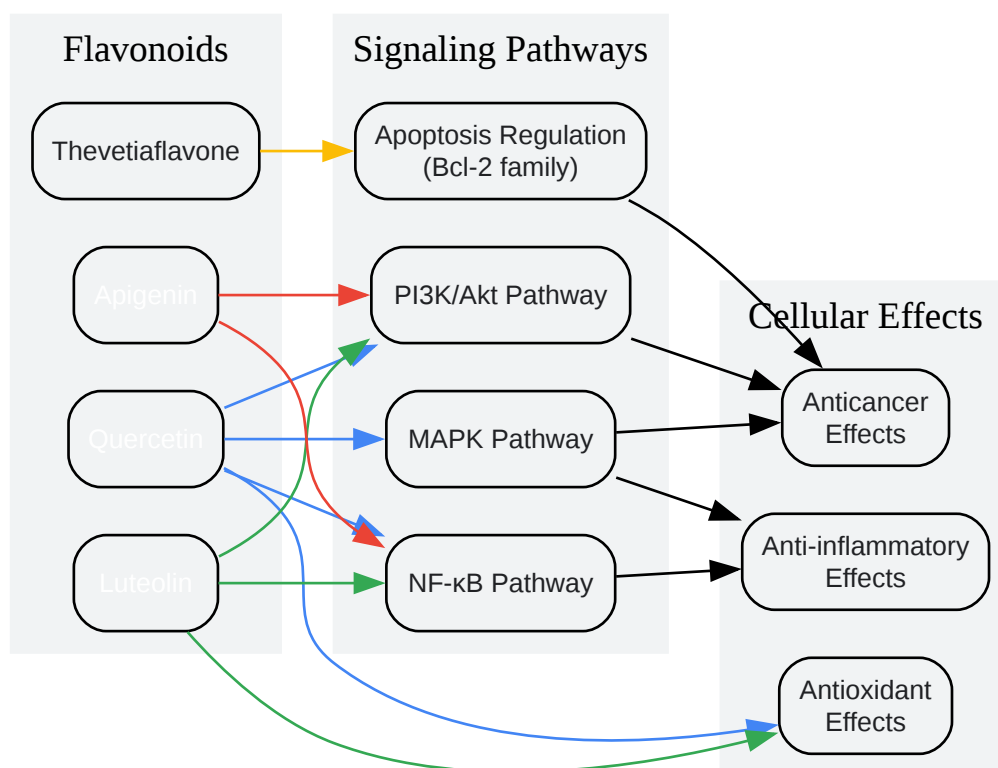 Flavonoids
Thevetiaflavone
Apigenin
Quercetin
Luteolin
Signaling Pathways
Apoptosis Regulation
(Bcl-2 family)
PI3K/Akt Pathway
MAPK Pathway
NF-κB Pathway
Cellular Effects
Anticancer
Effects
Anti-inflammatory
Effects
Antioxidant
Effects